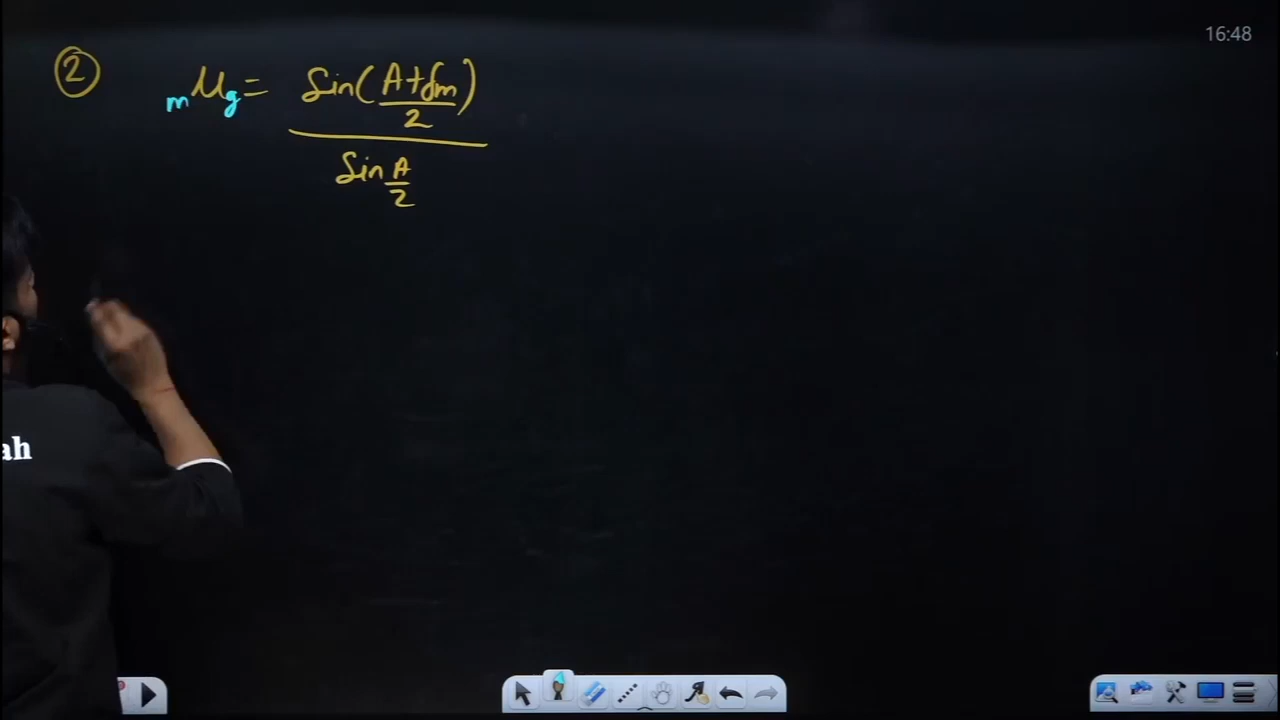 16:48
② mμg = sin(A+δm/2)
sin A/2
ah